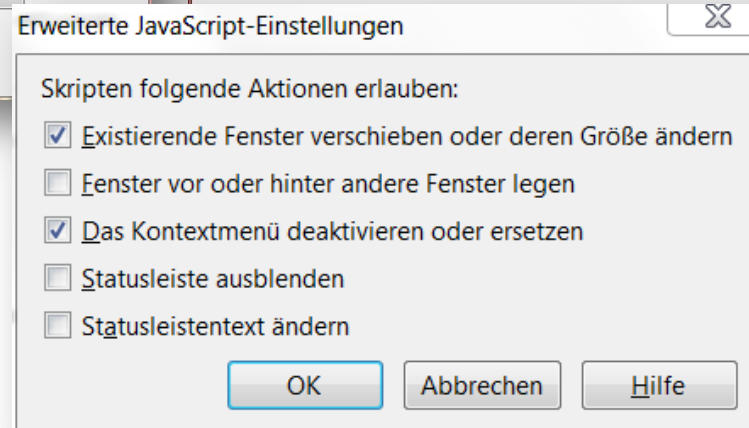 Erweiterte JavaScript-Einstellungen
Skripten folgende Aktionen erlauben:
Existierende Fenster verschieben oder deren Größe ändern
Fenster vor oder hinter andere Fenster legen
Das Kontextmenü deaktivieren oder ersetzen
Statusleiste ausblenden
Statusleistentext ändern
OK Abbrechen Hilfe